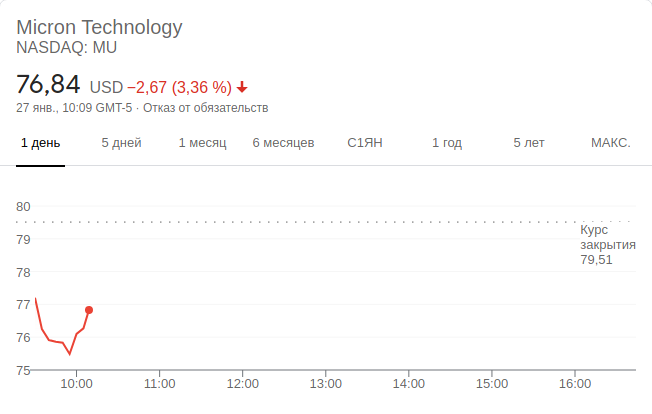 Micron Technology
NASDAQ: MU
76,84 USD −2,67 (3,36 %)
27 янв., 10:09 GMT-5 · Отказ от обязательств
1 день 5 дней 1 месяц 6 месяцев С1ЯН 1 год 5 лет МАКС.
80
79
78
77
76
75
Курс
закрытия
79,51
10:00 11:00 12:00 13:00 14:00 15:00 16:00